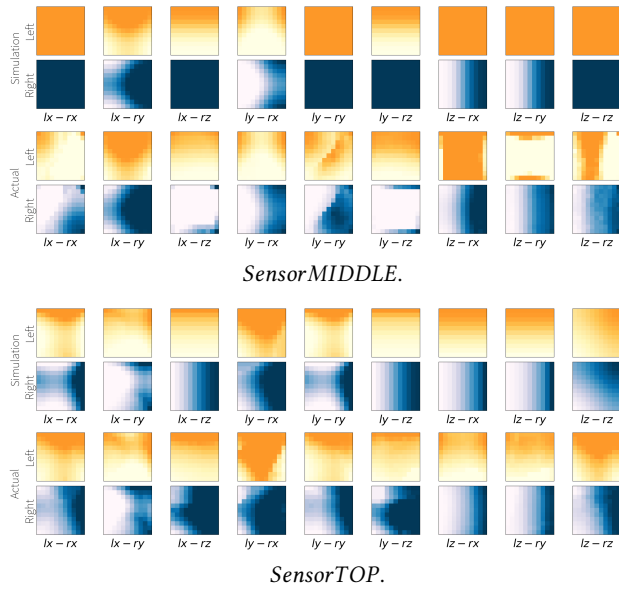 Simulation
Left
Right
lx − rx lx − ry lx − rz ly − rx ly − ry ly − rz lz − rx lz − ry lz − rz
Actual
Left
Right
lx − rx lx − ry lx − rz ly − rx ly − ry ly − rz lz − rx lz − ry lz − rz
SensorMIDDLE.
Simulation
Left
Right
lx − rx lx − ry lx − rz ly − rx ly − ry ly − rz lz − rx lz − ry lz − rz
Actual
Left
Right
lx − rx lx − ry lx − rz ly − rx ly − ry ly − rz lz − rx lz − ry lz − rz
SensorTOP.